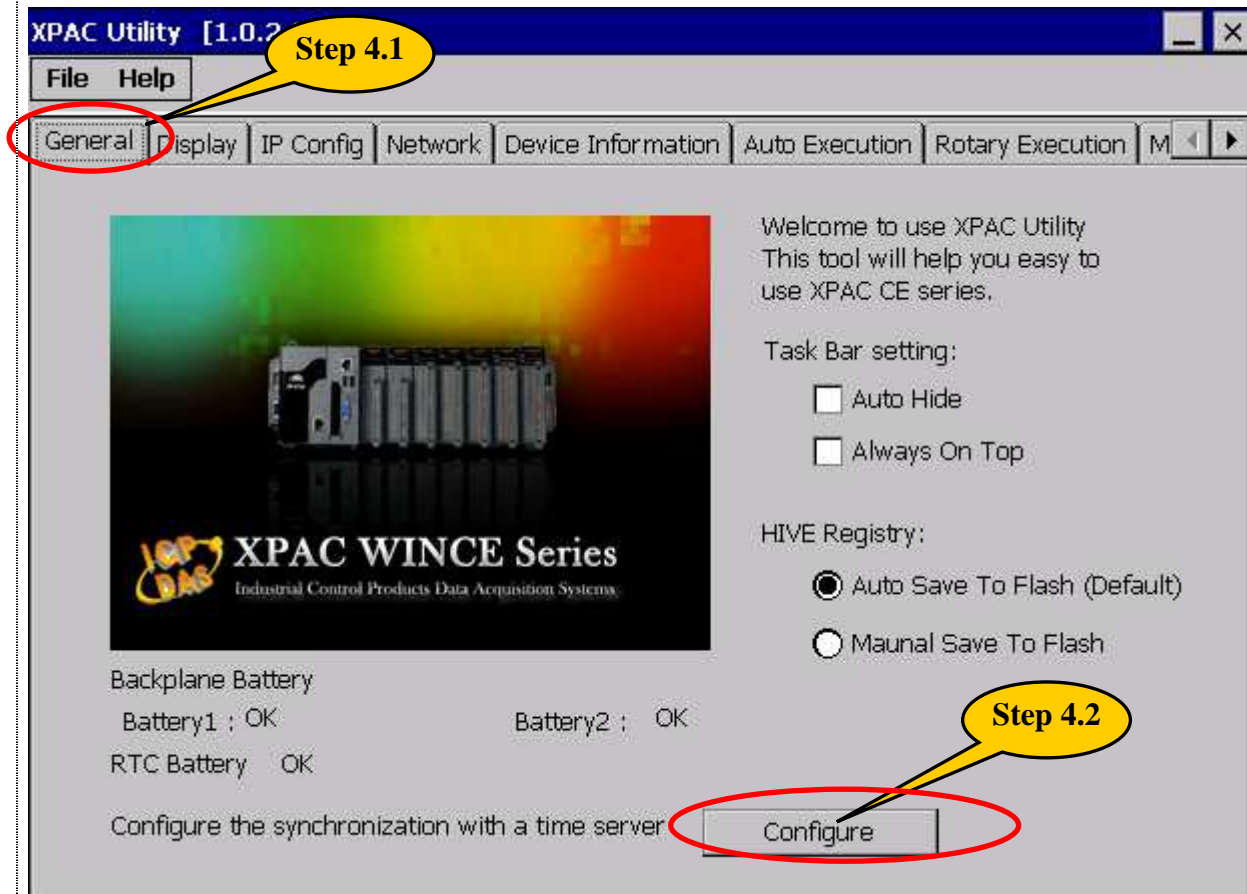 XPAC Utility [1.0.2
Step 4.1
File Help
General Display IP Config Network Device Information Auto Execution Rotary Execution M
Welcome to use XPAC Utility
This tool will help you easy to
use XPAC CE series.
Task Bar setting:
Auto Hide
Always On Top
ICP
DAS
XPAC WINCE Series
Industrial Control Products Data Acquisition Systems
HIVE Registry:
Auto Save To Flash (Default)
Maunal Save To Flash
Backplane Battery
Battery1 : OK Battery2 : OK
Step 4.2
RTC Battery OK
Configure the synchronization with a time server Configure